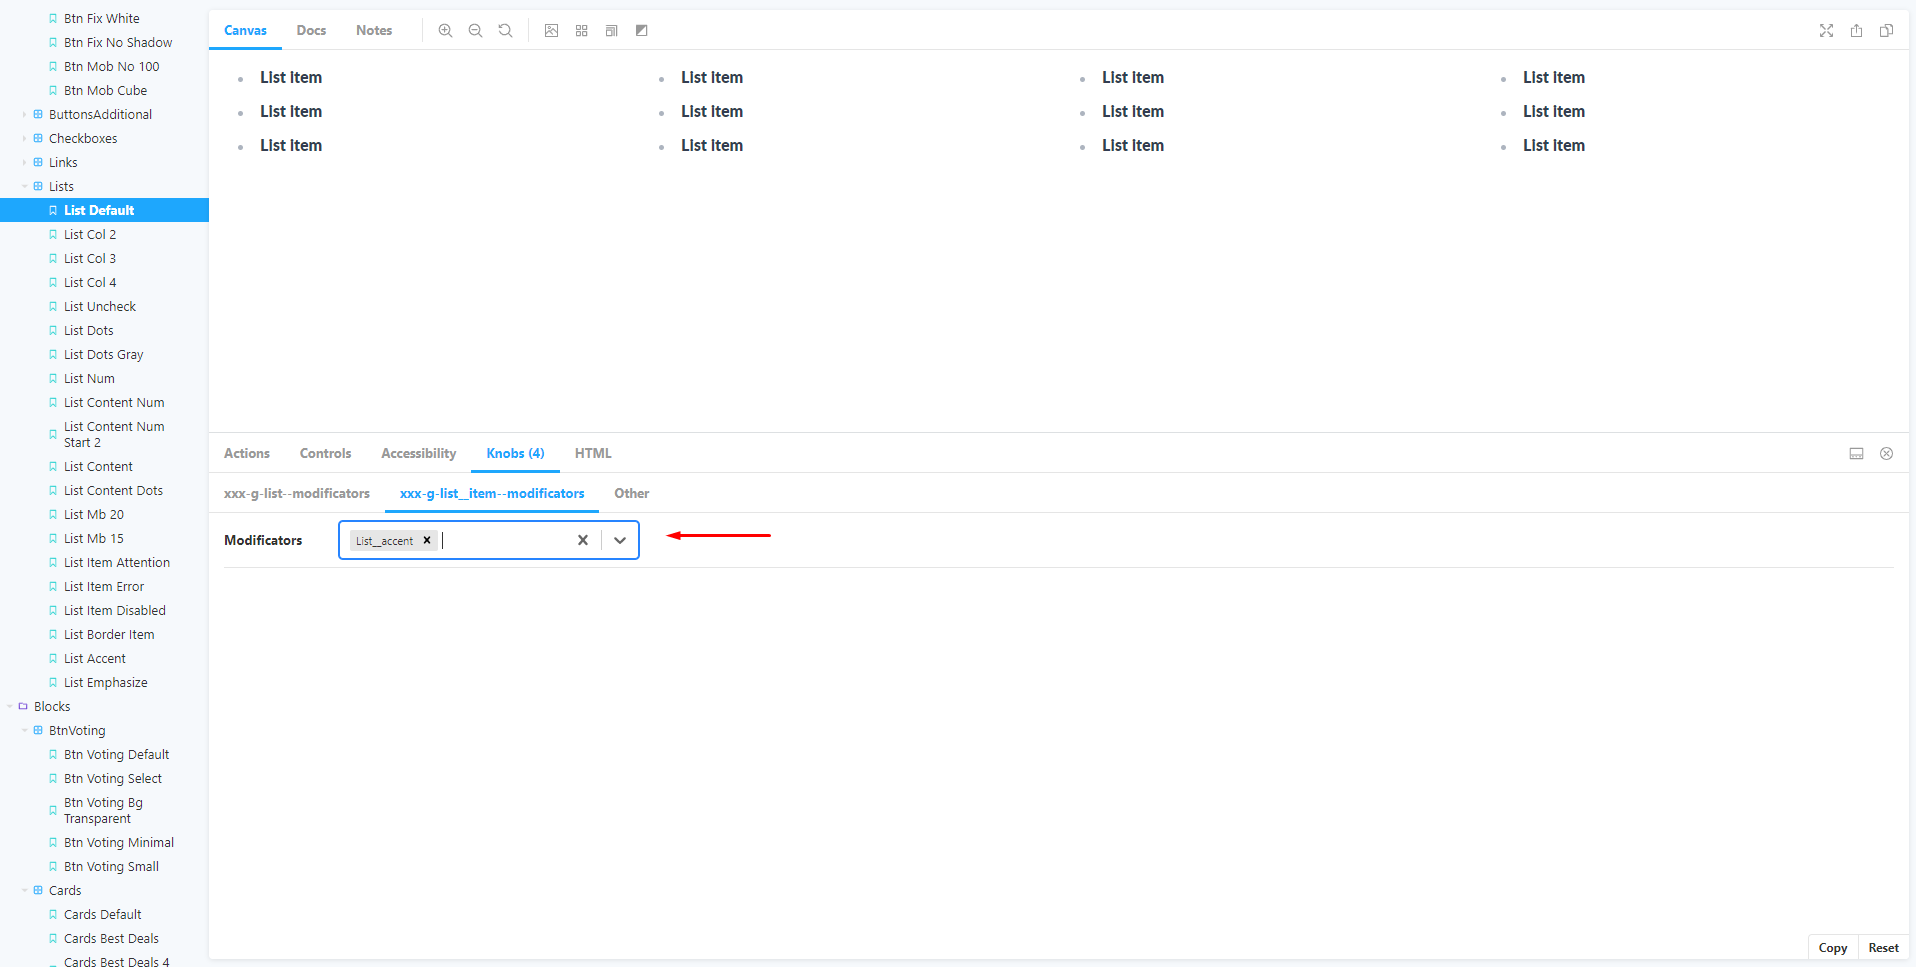 Btn Fix White
Btn Fix No Shadow
Btn Mob No 100
Btn Mob Cube
ButtonsAdditional
Checkboxes
Links
Lists
List Default
List Col 2
List Col 3
List Col 4
List Uncheck
List Dots
List Dots Gray
List Num
List Content Num
List Content Num
Start 2
List Content
List Content Dots
List Mb 20
List Mb 15
List Item Attention
List Item Error
List Item Disabled
List Border Item
List Accent
List Emphasize
Blocks
BtnVoting
Btn Voting Default
Btn Voting Select
Btn Voting Bg
Transparent
Btn Voting Minimal
Btn Voting Small
Cards
Cards Default
Cards Best Deals
Cards Best Deals 4
Canvas Docs Notes
List item List item List item List item
List item List item List item List item
List item List item List item List item
Actions Controls Accessibility Knobs (4) HTML
xxx-g-list--modificators xxx-g-list__item--modificators Other
Modificators List__accent
Copy Reset